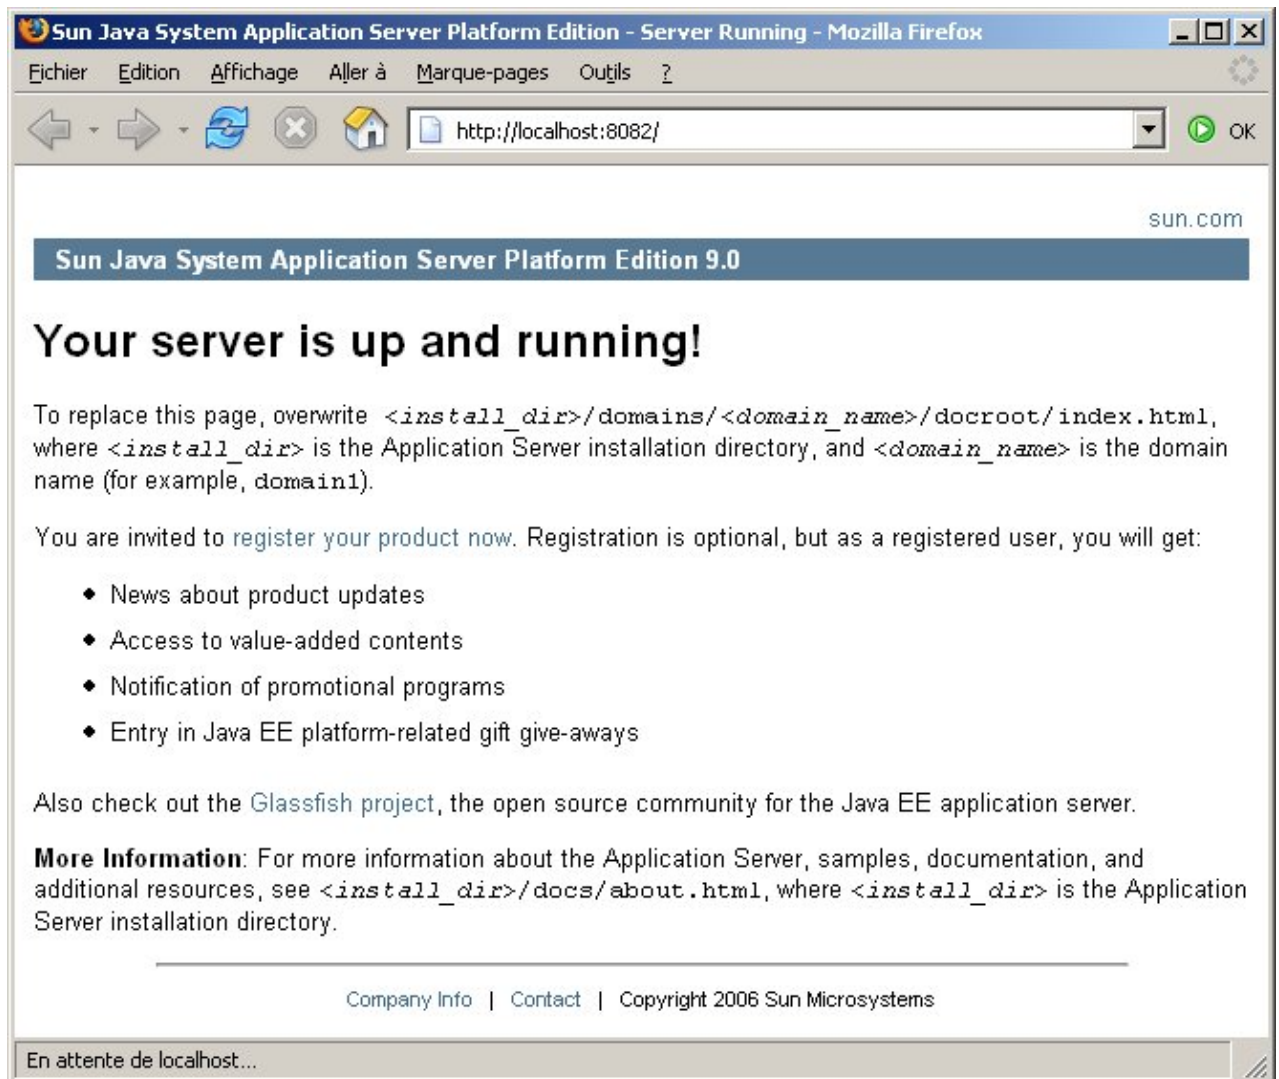 Sun Java System Application Server Platform Edition - Server Running - Mozilla Firefox
Fichier Edition Affichage Aller à Marque-pages Outils ?
http://localhost:8082/ OK
sun.com
Sun Java System Application Server Platform Edition 9.0
Your server is up and running!
To replace this page, overwrite <install_dir>/domains/<domain_name>/docroot/index.html,
where <install_dir> is the Application Server installation directory, and <domain_name> is the domain
name (for example, domain1).
You are invited to register your product now. Registration is optional, but as a registered user, you will get:
• News about product updates
• Access to value-added contents
• Notification of promotional programs
• Entry in Java EE platform-related gift give-aways
Also check out the Glassfish project, the open source community for the Java EE application server.
More Information: For more information about the Application Server, samples, documentation, and
additional resources, see <install_dir>/docs/about.html, where <install_dir> is the Application
Server installation directory.
Company Info | Contact | Copyright 2006 Sun Microsystems
En attente de localhost...